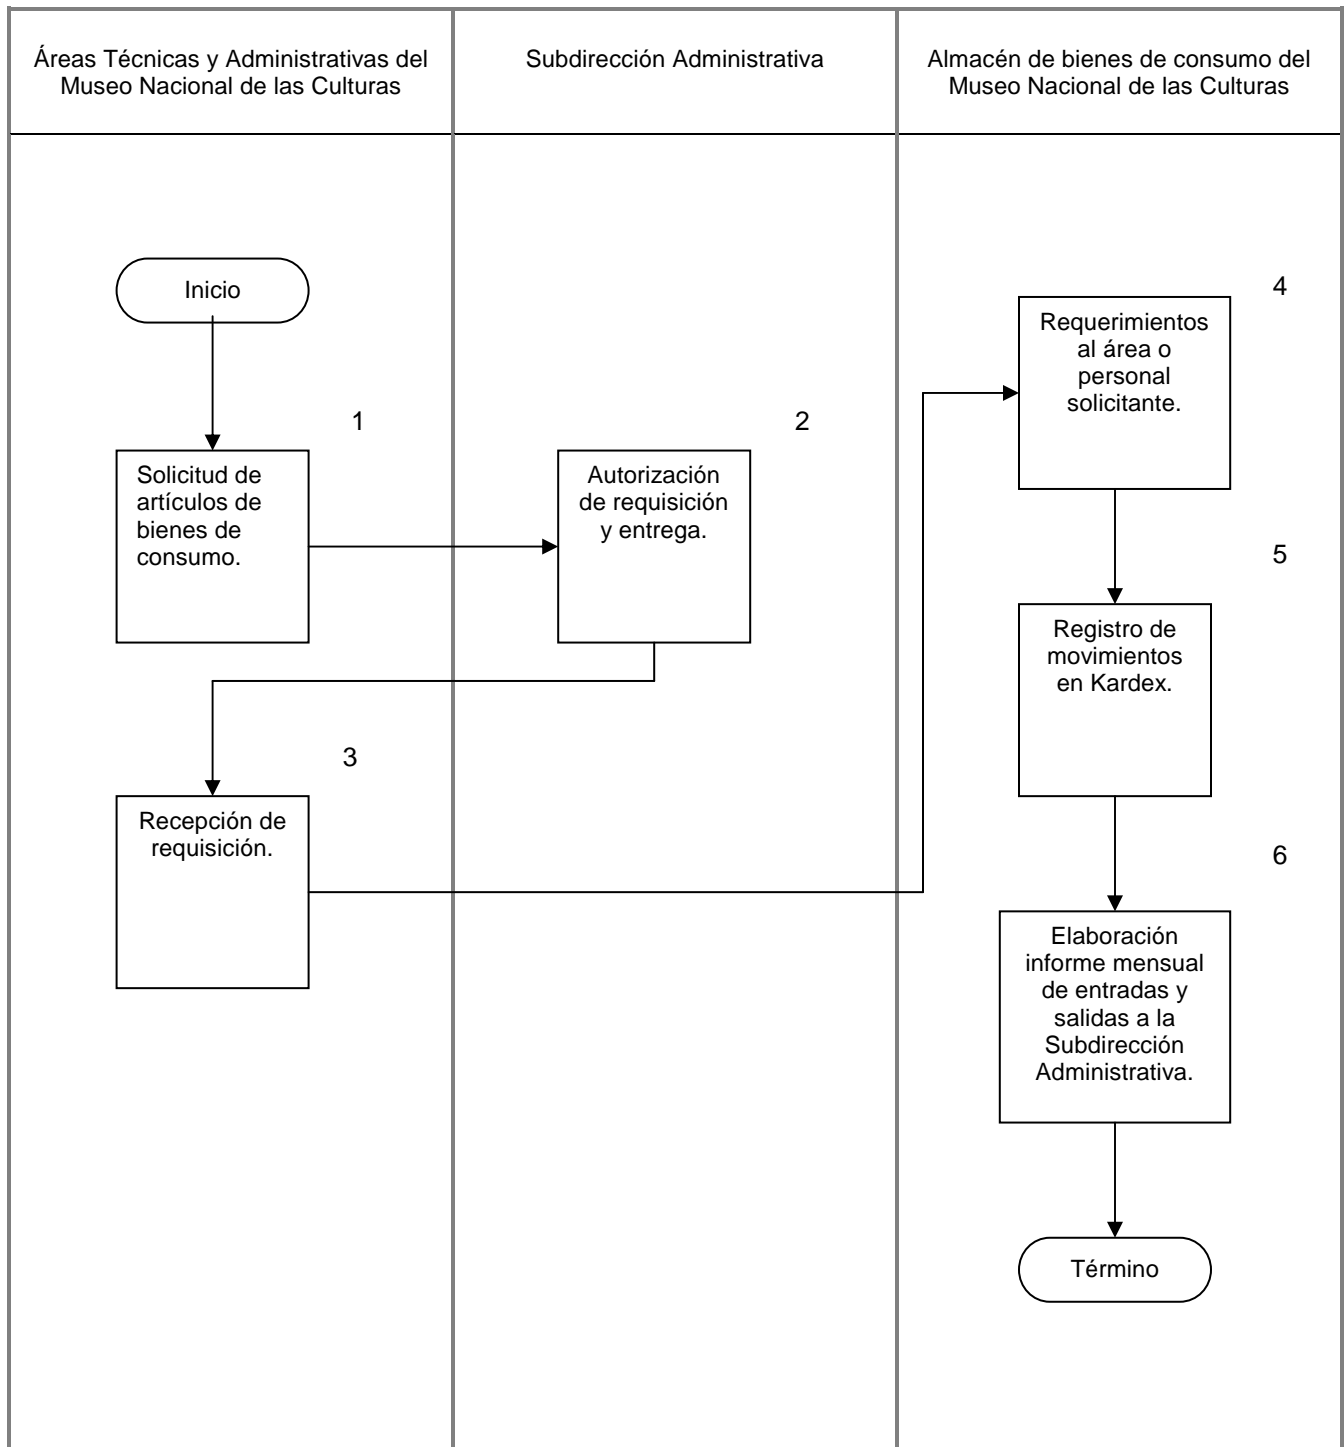 Áreas Técnicas y Administrativas del
Museo Nacional de las Culturas
Subdirección Administrativa
Almacén de bienes de consumo del
Museo Nacional de las Culturas
Inicio
1
Solicitud de
artículos de
bienes de
consumo.
2
Autorización
de requisición
y entrega.
3
Recepción de
requisición.
4
Requerimientos
al área o
personal
solicitante.
5
Registro de
movimientos
en Kardex.
6
Elaboración
informe mensual
de entradas y
salidas a la
Subdirección
Administrativa.
Término